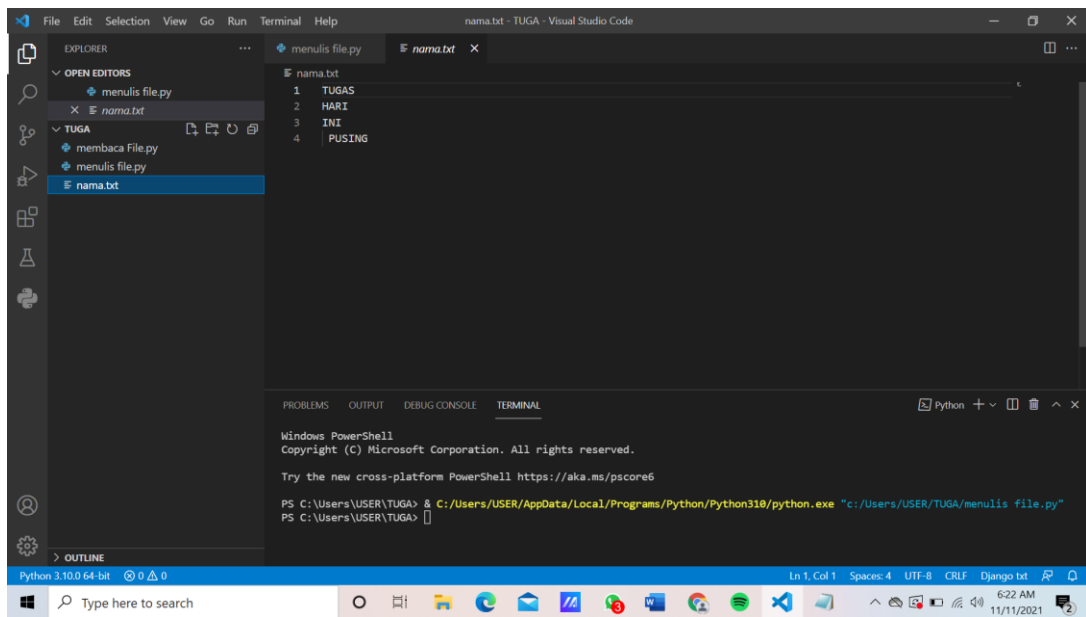 File Edit Selection View Go Run Terminal Help
nama.txt - TUGA - Visual Studio Code
EXPLORER
OPEN EDITORS
menulis file.py
nama.txt
TUGA
membaca File.py
menulis file.py
nama.txt
OUTLINE
menulis file.py
nama.txt
nama.txt
1 TUGAS
2 HARI
3 INI
4 PUSING
PROBLEMS OUTPUT DEBUG CONSOLE TERMINAL
Python
Windows PowerShell
Copyright (C) Microsoft Corporation. All rights reserved.
Try the new cross-platform PowerShell https://aka.ms/pscore6
PS C:\Users\USER\TUGA> & C:/Users/USER/AppData/Local/Programs/Python/Python310/python.exe "c:/Users/USER/TUGA/menulis file.py"
PS C:\Users\USER\TUGA>
Python 3.10.0 64-bit 0 0 Ln 1, Col 1 Spaces: 4 UTF-8 CRLF Django txt
Type here to search
3
6:22 AM
11/11/2021
2